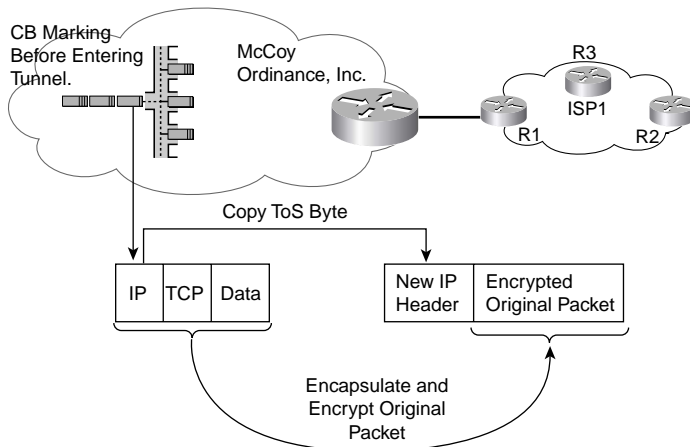 CB Marking
Before Entering
Tunnel.
McCoy
Ordinance, Inc.
R3
ISP1
R1
R2
Copy ToS Byte
IP
TCP
Data
New IP
Header
Encrypted
Original Packet
Encapsulate and
Encrypt Original
Packet